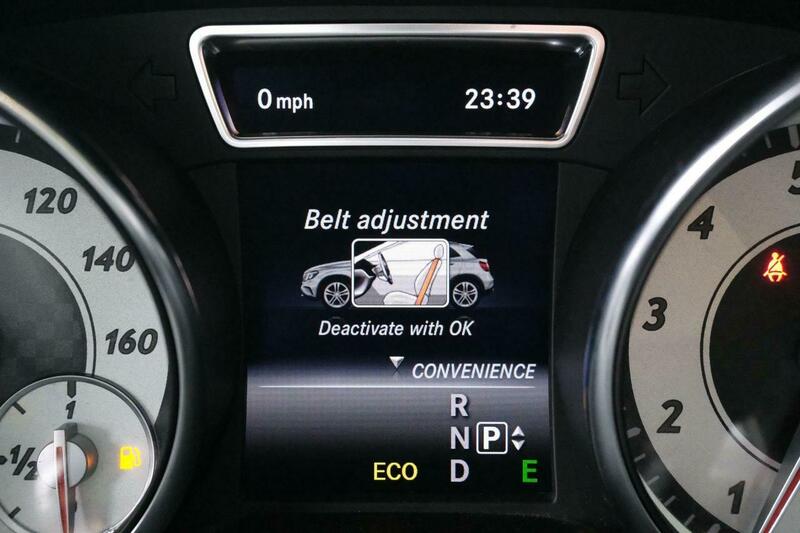 0 mph 23:39
120
140
160
1
1/2
Belt adjustment
Deactivate with OK
CONVENIENCE
R
N P
ECO D E
5
4
3
2
1